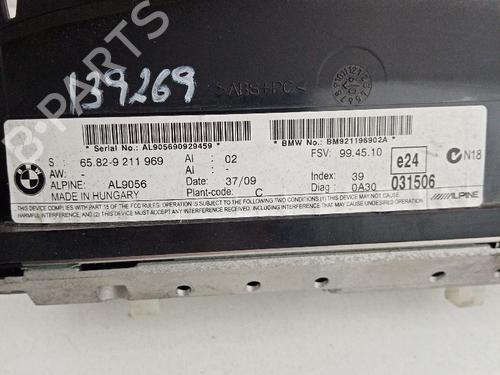 B-PARTS
139269
>ABS+PC<
* Serial No.: AL905690929459 *
* BMW No.: BM921196902A *
S : 65.82-9 211 969 AI : 02 FSV: 99.45.10 e24 N18
AW: - AI : -
ALPINE: AL9056 Date: 37/09 Index: 39 031506
MADE IN HUNGARY Plant-code: C Diag: 0A30 ALPINE
THIS DEVICE COMPLIES WITH PART 15 OF THE FCC RULES. OPERATION IS SUBJECT TO THE FOLLOWING TWO CONDITIONS: (1) THIS DEVICE MAY NOT CAUSE
HARMFUL INTERFERENCE, AND (2) THIS DEVICE MUST ACCEPT ANY INTERFERENCE RECEIVED, INCLUDING INTERFERENCE THAT MAY CAUSE UNDESIRED OPERATION.